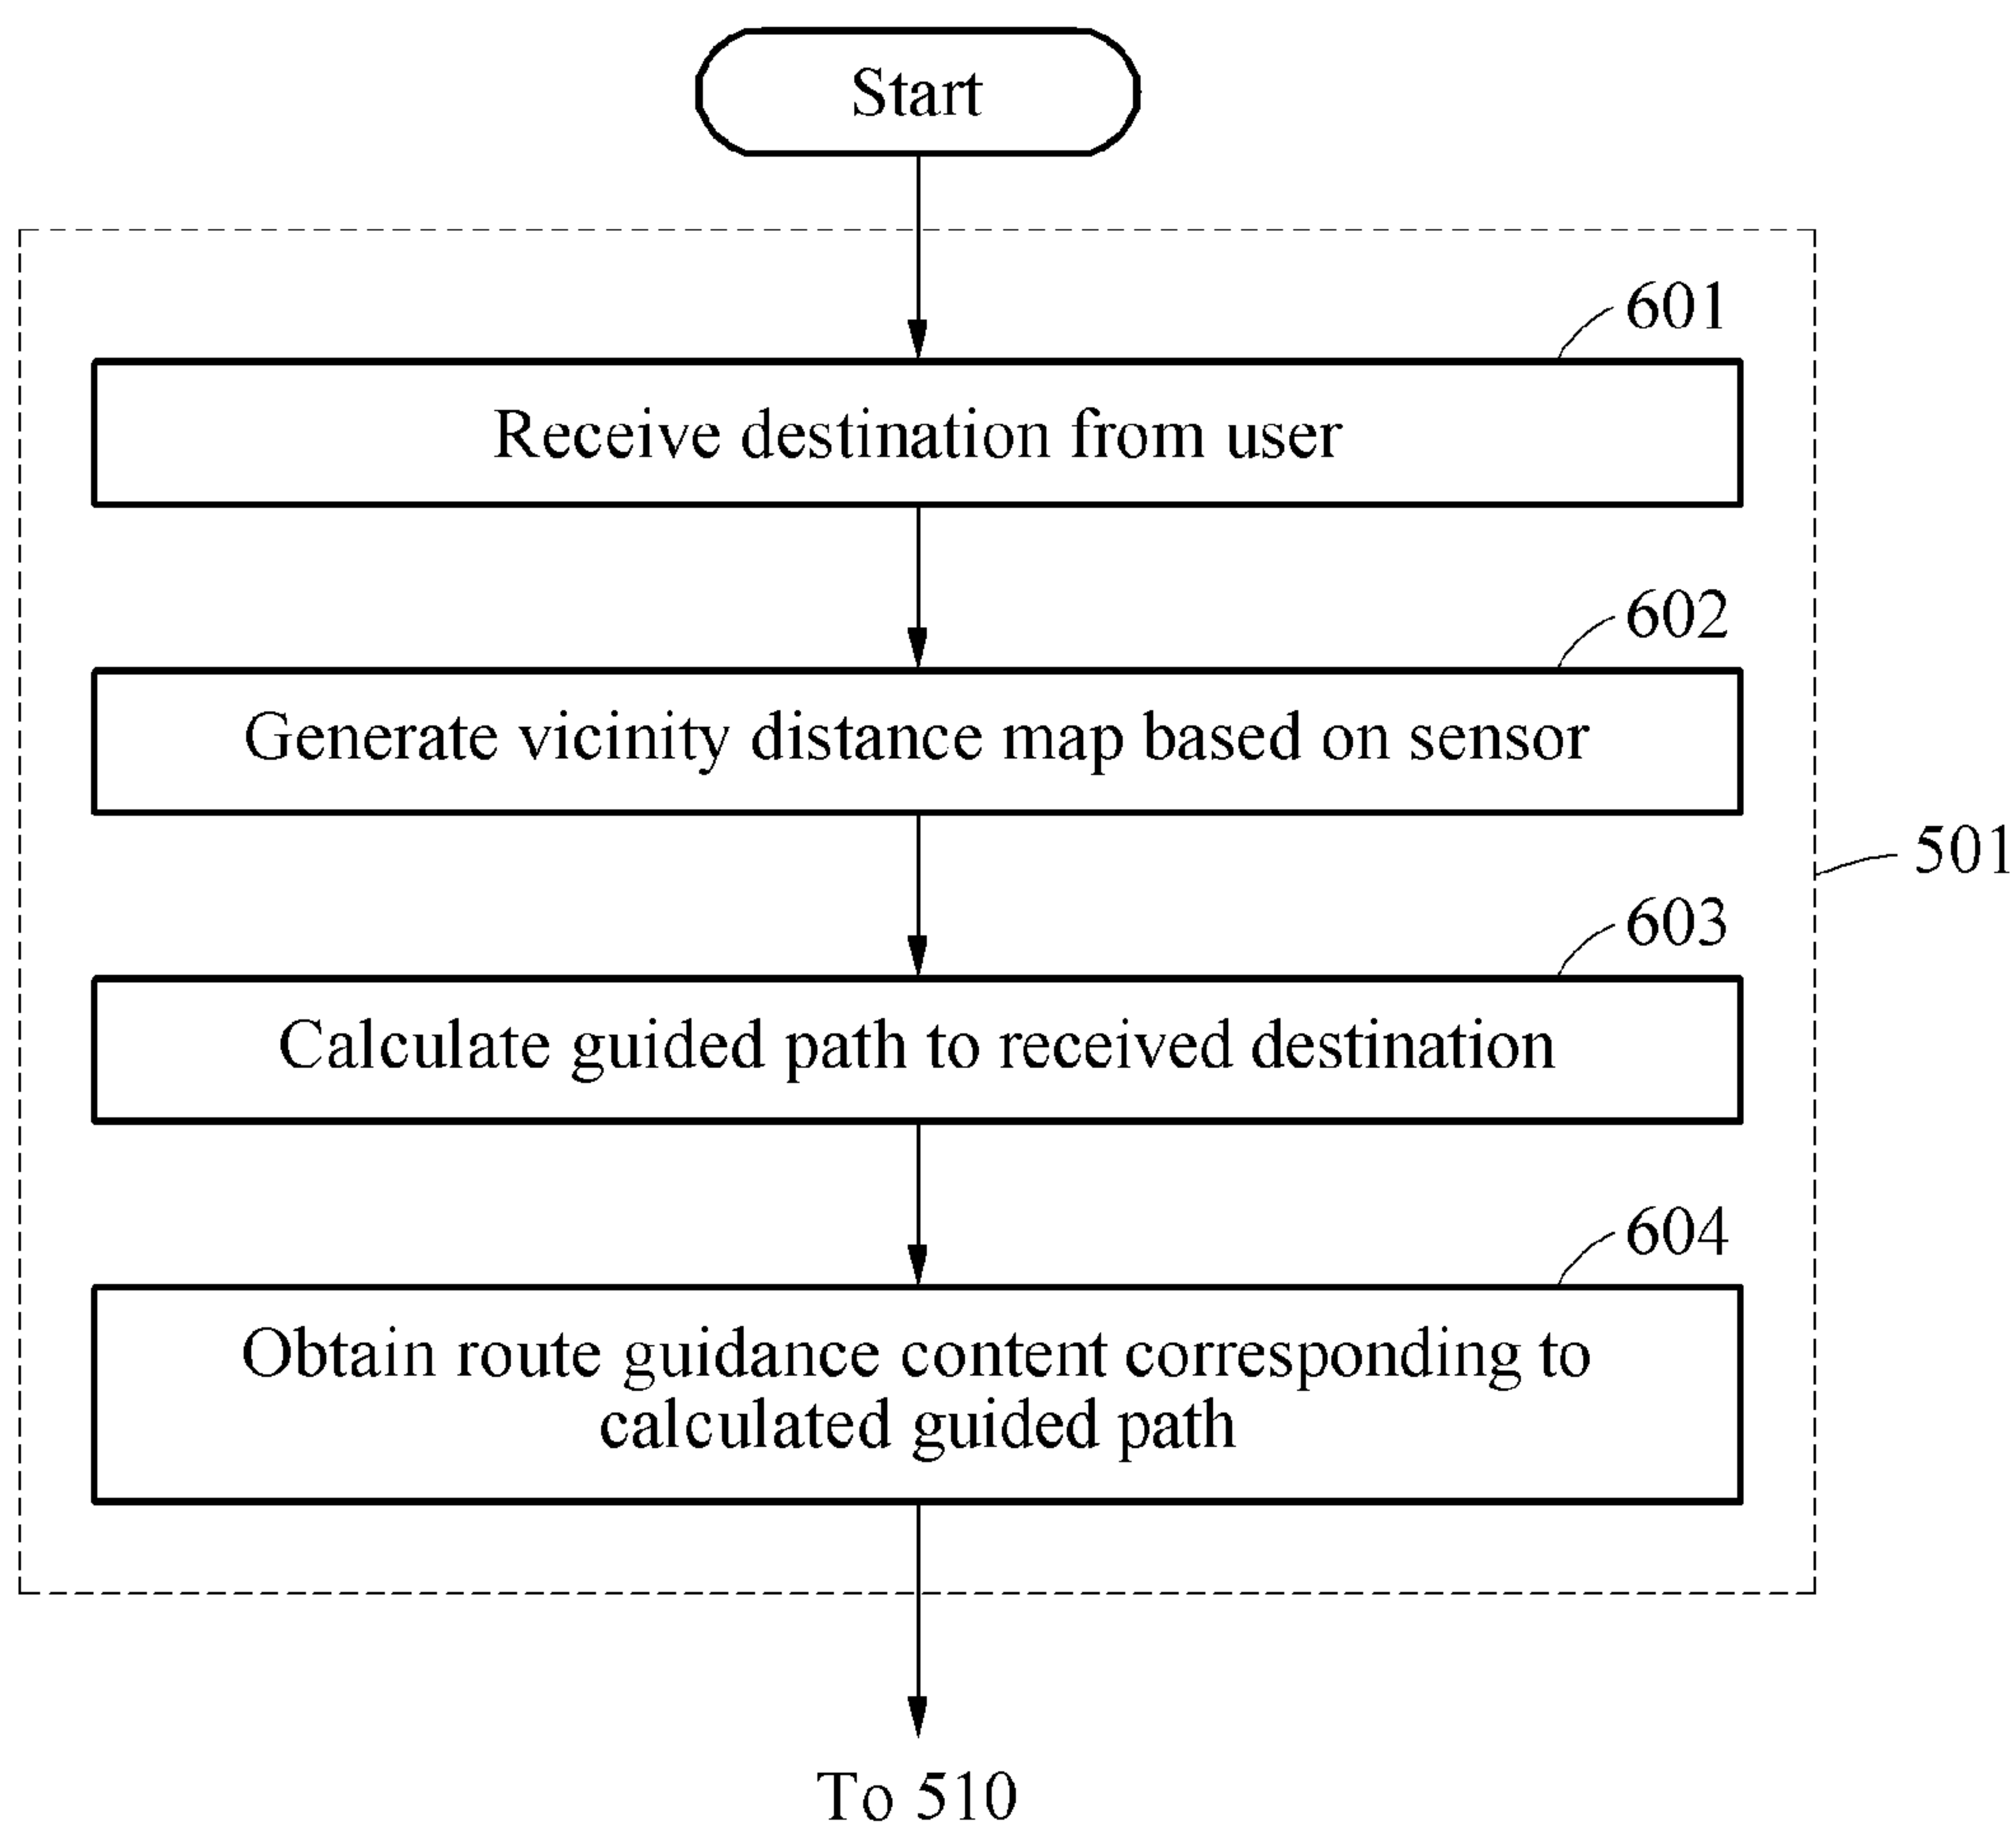 Start
601
Receive destination from user
602
Generate vicinity distance map based on sensor
501
603
Calculate guided path to received destination
604
Obtain route guidance content corresponding to
calculated guided path
To 510